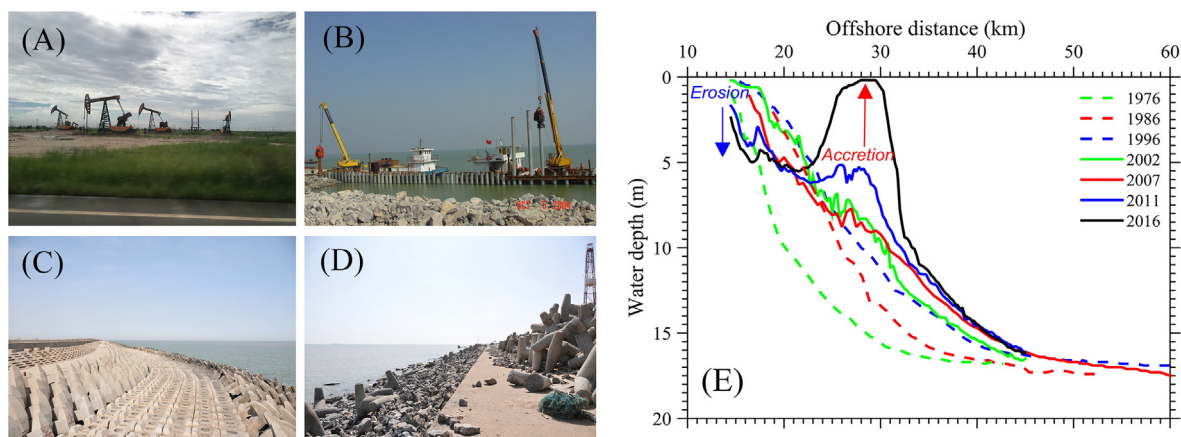 (A)
(B)
(C)
(D)
Offshore distance (km)
10 20 30 40 50 60
Water depth (m)
0
5
10
15
20
Erosion
Accretion
1976
1986
1996
2002
2007
2011
2016
(E)